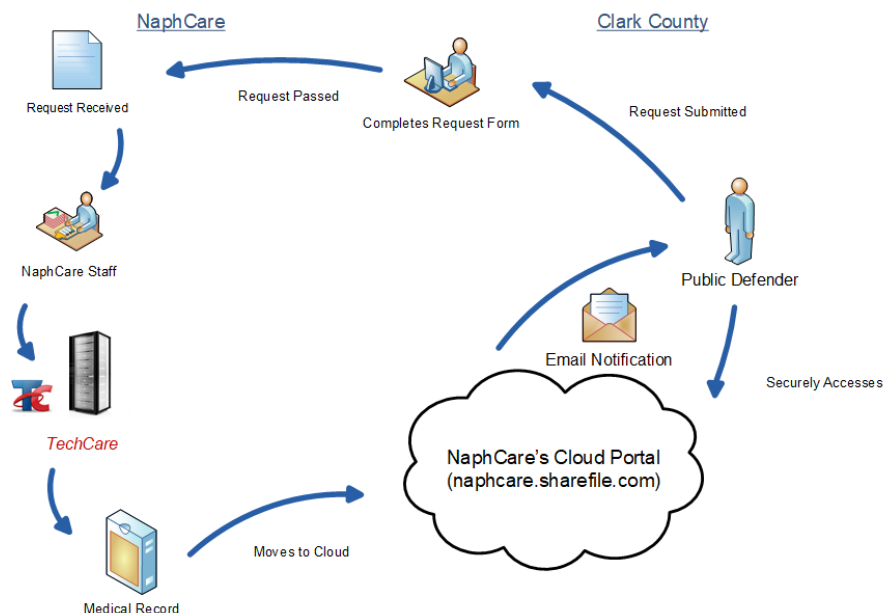 NaphCare
Clark County
Request Received
Request Passed
Completes Request Form
Request Submitted
NaphCare Staff
Public Defender
Email Notification
Securely Accesses
TC
TechCare
NaphCare's Cloud Portal
(naphcare.sharefile.com)
Moves to Cloud
Medical Record